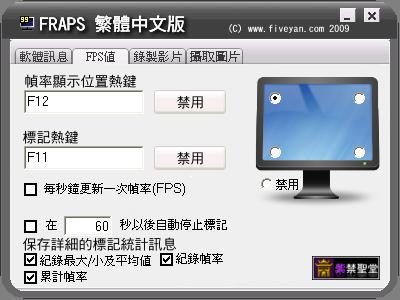 99
FRAPS 繁體中文版
(C) www.fiveyan.com 2009
軟體訊息 FPS值 錄製影片 攝取圖片
幀率顯示位置熱鍵
F12 禁用
標記熱鍵
F11 禁用
禁用
每秒鐘更新一次幀率(FPS)
在 60 秒以後自動停止標記
保存詳細的標記統計訊息
紀錄最大/小及平均值 紀錄幀率
累計幀率
紫禁聖堂